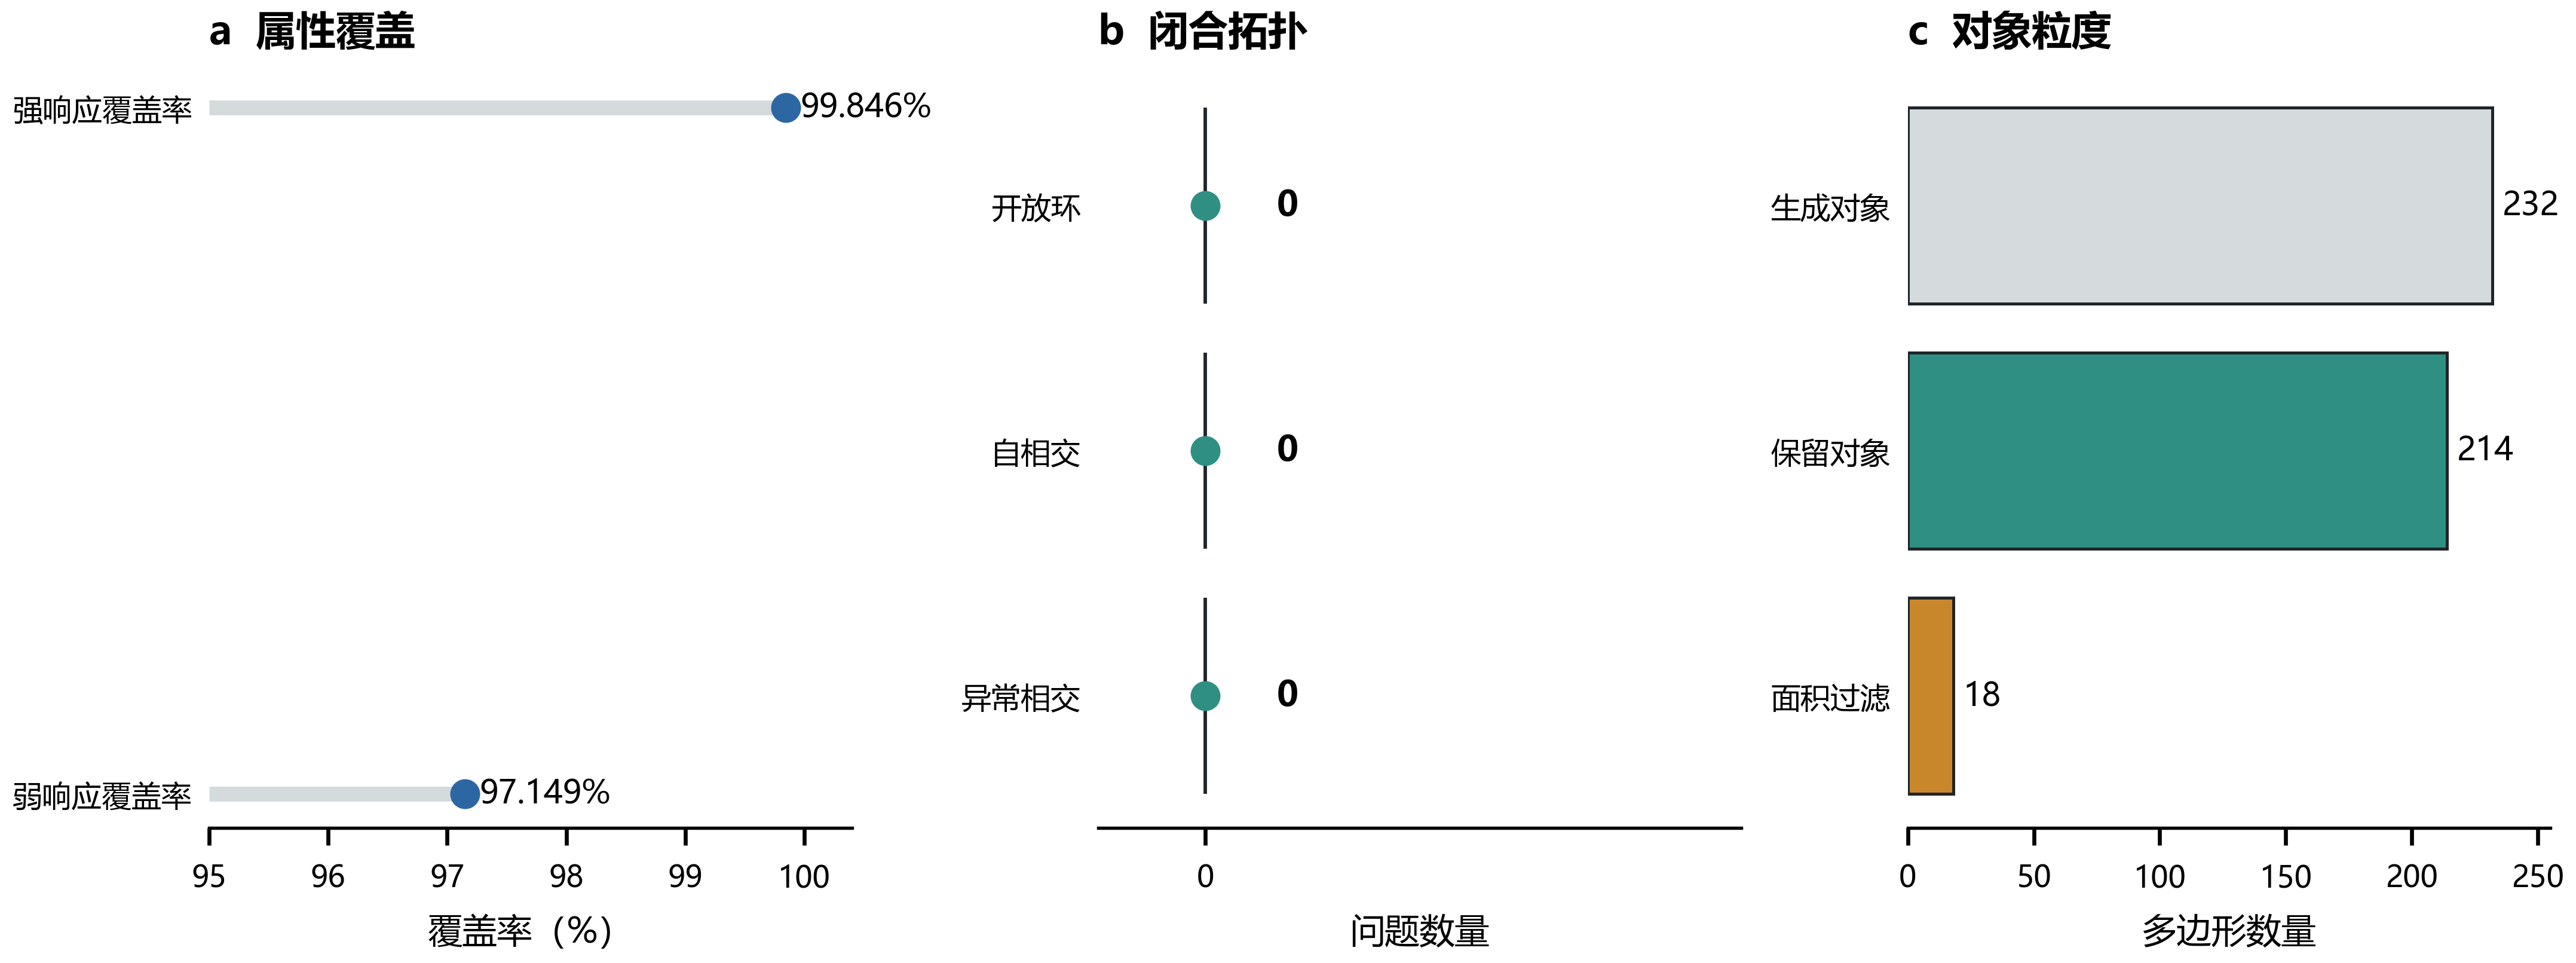 a 属性覆盖
强响应覆盖率
99.846%
弱响应覆盖率
97.149%
95 96 97 98 99 100
覆盖率（%）
b 闭合拓扑
开放环
0
自相交
0
异常相交
0
0
问题数量
c 对象粒度
生成对象
232
保留对象
214
面积过滤
18
0 50 100 150 200 250
多边形数量